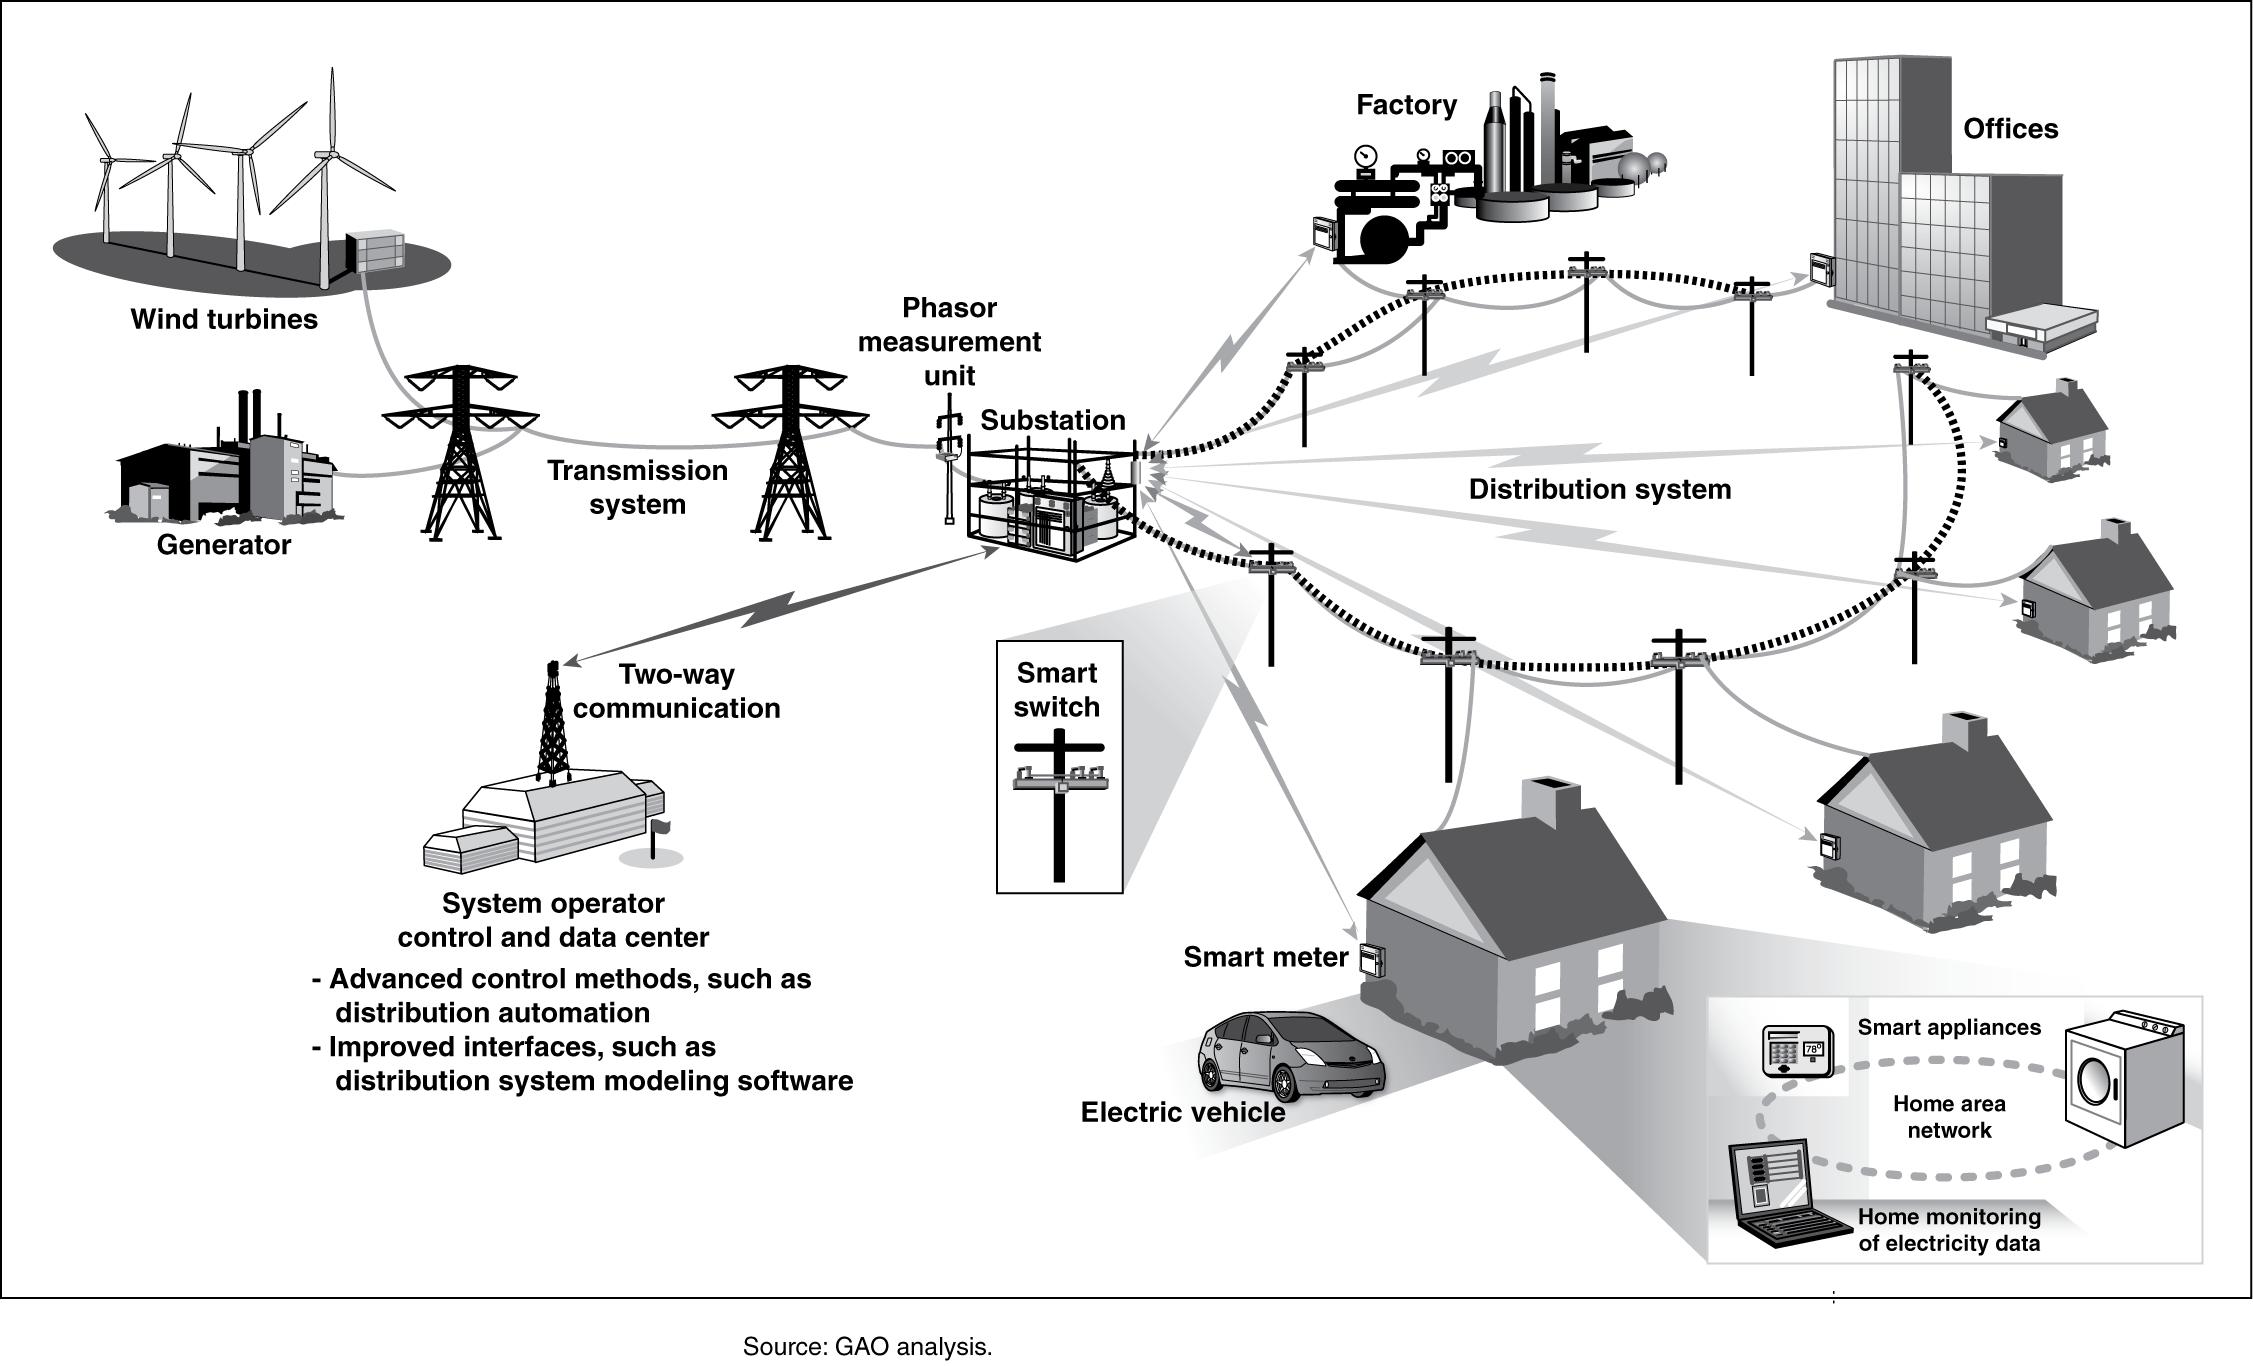 Factory
Offices
Wind turbines
Phasor
measurement
unit
Substation
Transmission
system
Distribution system
Generator
Two-way
communication
Smart
switch
System operator
control and data center
- Advanced control methods, such as
distribution automation
- Improved interfaces, such as
distribution system modeling software
Smart meter
Electric vehicle
Smart appliances
78°
Home area
network
Home monitoring
of electricity data
Source: GAO analysis.